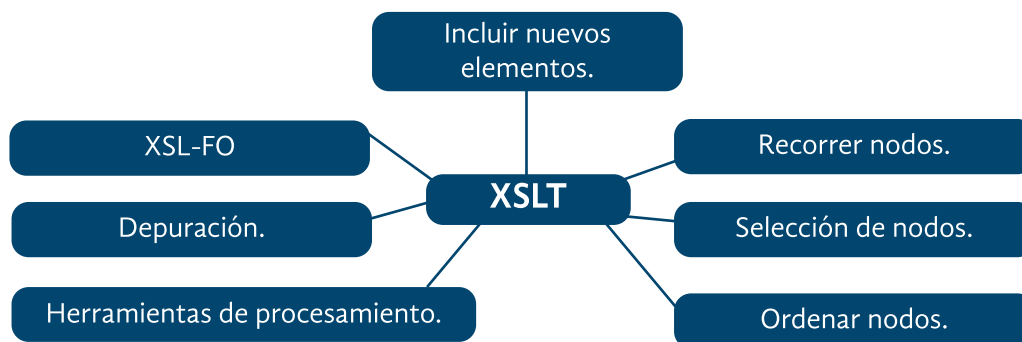 Incluir nuevos
elementos.
XSL-FO
Recorrer nodos.
XSLT
Depuración.
Selección de nodos.
Herramientas de procesamiento.
Ordenar nodos.